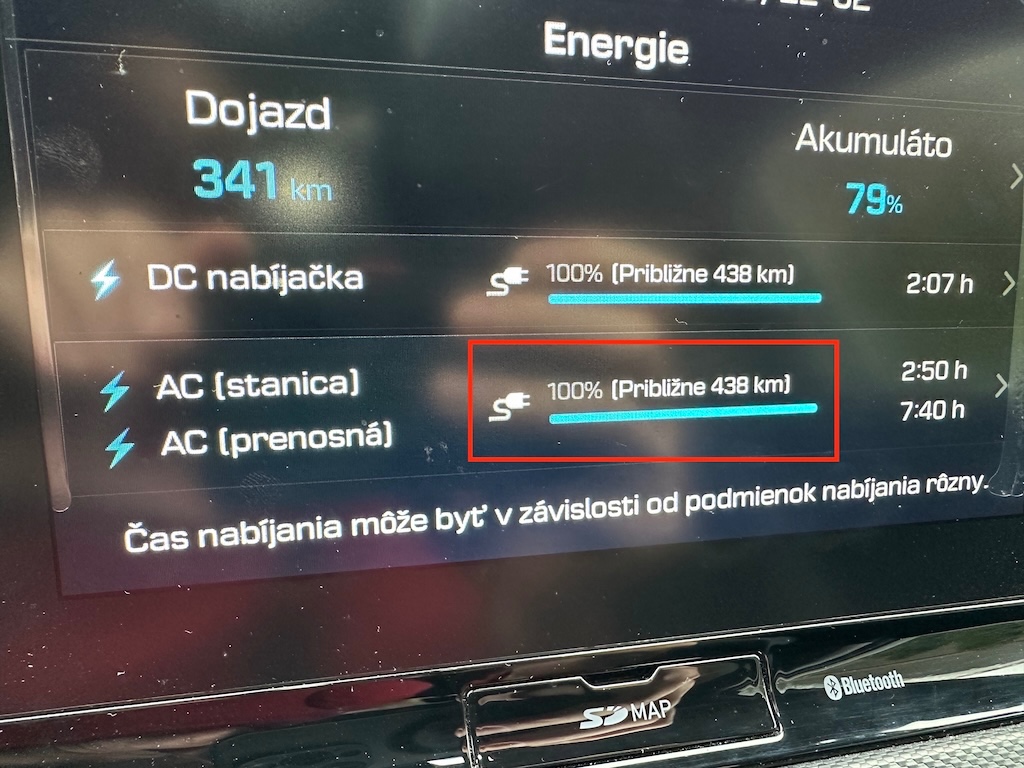 Energie
Dojazd
341 km
Akumuláto
79%
DC nabíjačka
100% (Približne 438 km)
2:07 h
AC (stanica)
AC (prenosná)
100% (Približne 438 km)
2:50 h
7:40 h
Čas nabíjania môže byť v závislosti od podmienok nabíjania rôzny.
SD MAP
Bluetooth